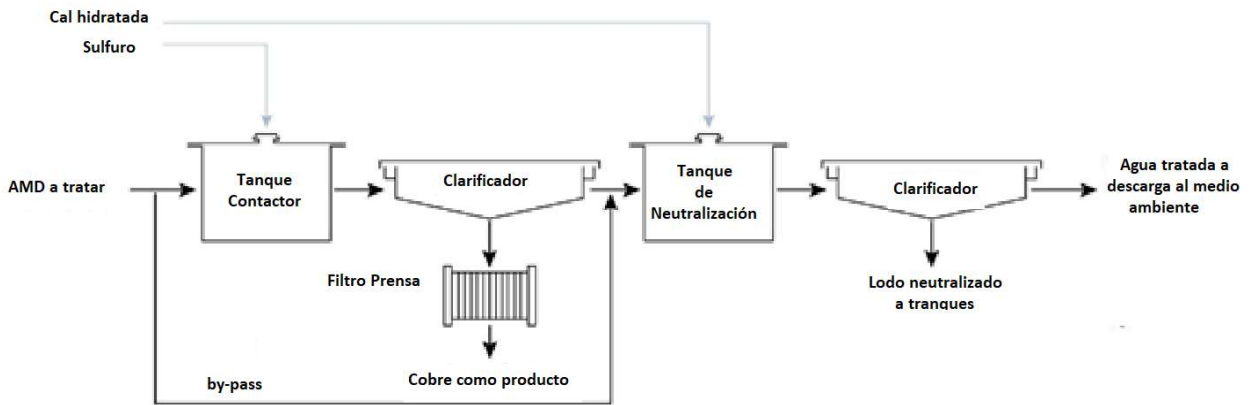 Cal hidratada
Sulfuro
AMD a tratar
Tanque
Contactor
Clarificador
Tanque
de
Neutralización
Clarificador
Agua tratada a
descarga al medio
ambiente
Filtro Prensa
Lodo neutralizado
a tranques
by-pass
Cobre como producto